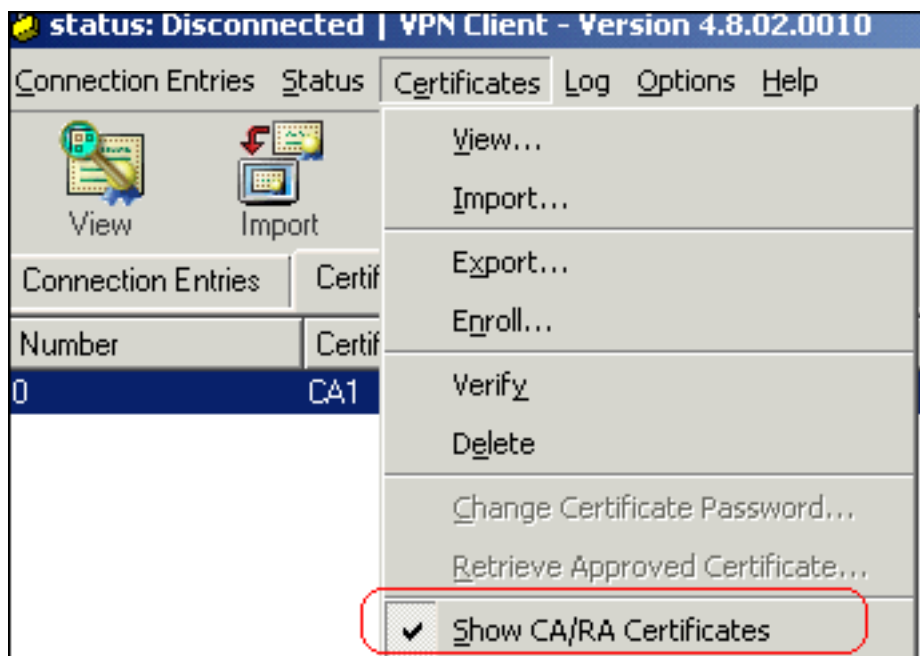 status: Disconnected | VPN Client - Version 4.8.02.0010
Connection Entries Status Certificates Log Options Help
View Import
View...
Import...
Export...
Enroll...
Verify
Delete
Change Certificate Password...
Retrieve Approved Certificate...
Show CA/RA Certificates
Connection Entries Certif
Number Certif
0 CA1